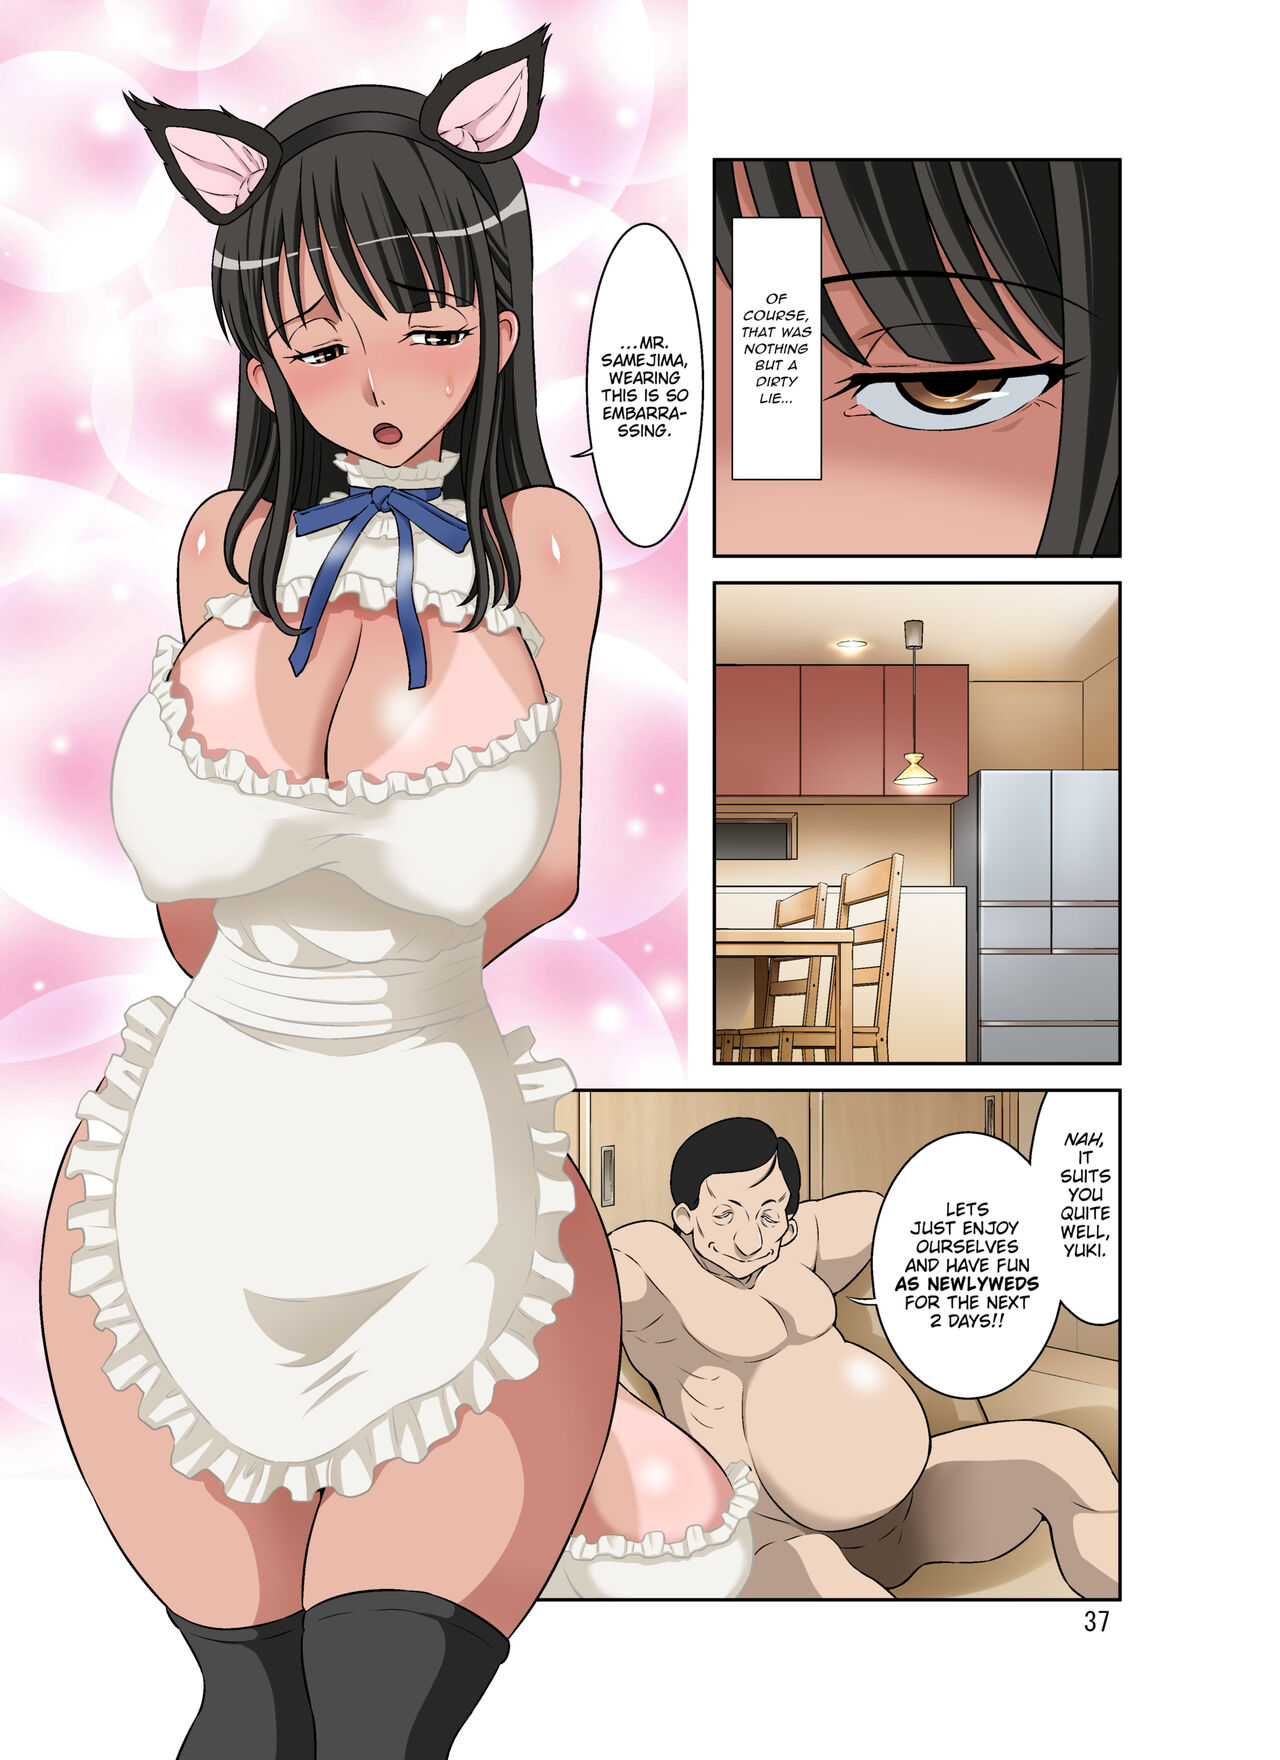 OF
COURSE,
THAT WAS
NOTHING
BUT A
DIRTY
LIE...
...MR.
SAMEJIMA,
WEARING
THIS IS SO
EMBARRA-
SSING.
NAH,
IT
SUITS
YOU
QUITE
WELL,
YUKI.
LETS
JUST ENJOY
OURSELVES
AND HAVE FUN
AS NEWLYWEDS
FOR THE NEXT
2 DAYS!!
37